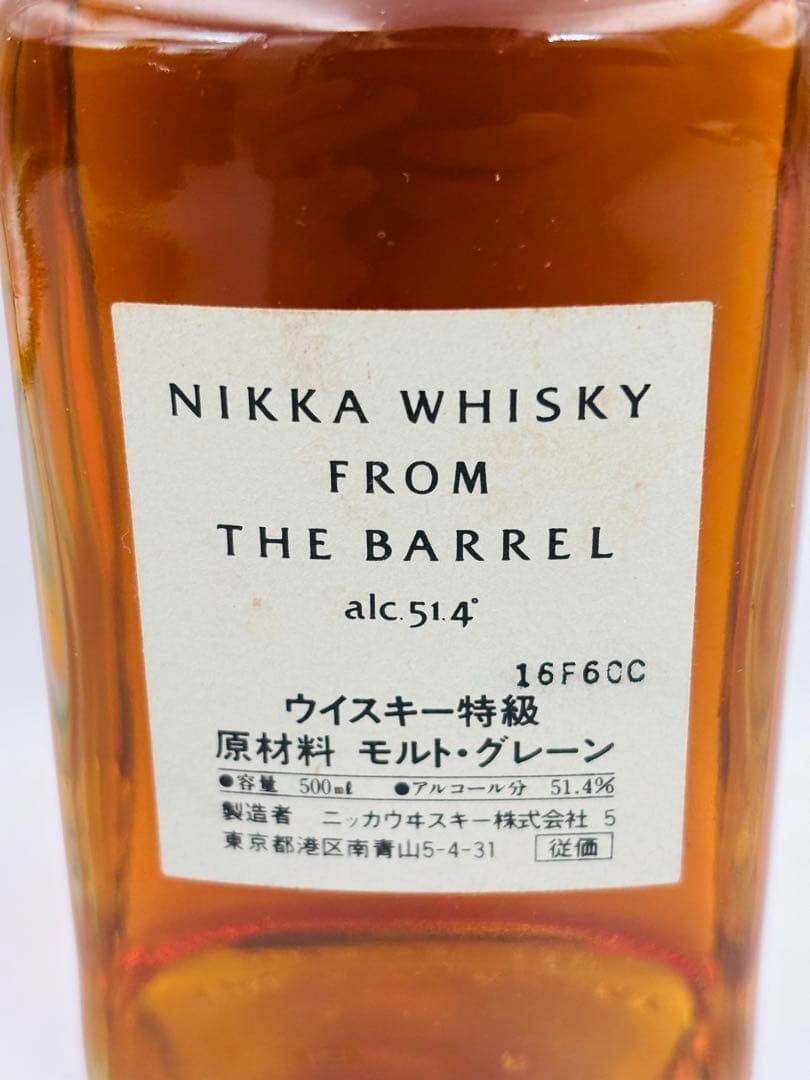 NIKKA WHISKY
FROM
THE BARREL
alc.51.4°
16F60C
ウイスキー特級
原材料 モルト・グレーン
●容量 500ml ●アルコール分 51.4%
製造者 ニッカウヰスキー株式会社 5
東京都港区南青山5-4-31 従価